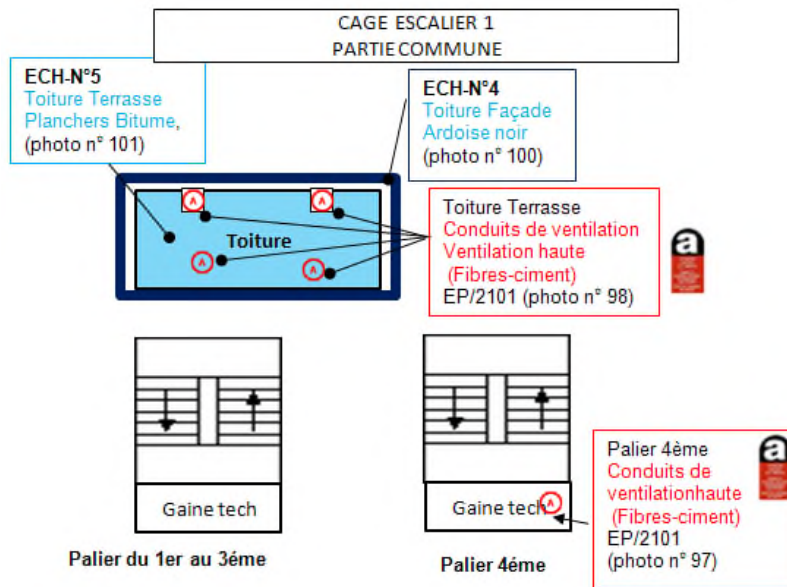 CAGE ESCALIER 1
PARTIE COMMUNE
ECH-N°5
Toiture Terrasse
Planchers Bitume,
(photo n° 101)
ECH-N°4
Toiture Façade
Ardoise noir
(photo n° 100)
A
A
Toiture
A
A
Toiture Terrasse
Conduits de ventilation
Ventilation haute
(Fibres-ciment)
EP/2101 (photo n° 98)
a
Gaine tech
Palier du 1er au 3éme
Gaine tech
A
Palier 4éme
Palier 4ème
Conduits de
ventilationhaute
(Fibres-ciment)
EP/2101
(photo n° 97)
a